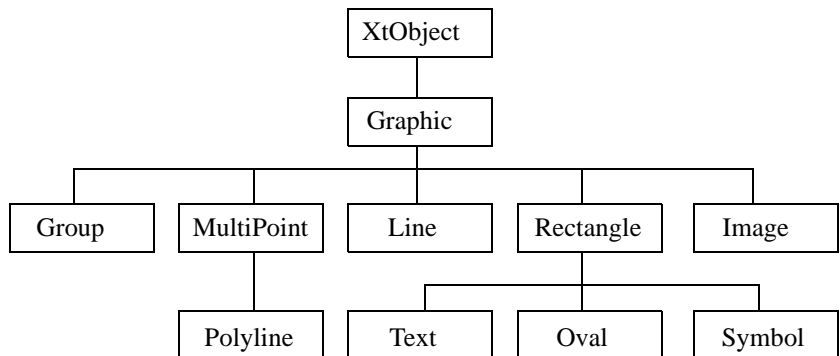 XtObject
Graphic
Group
MultiPoint
Line
Rectangle
Image
Polyline
Text
Oval
Symbol